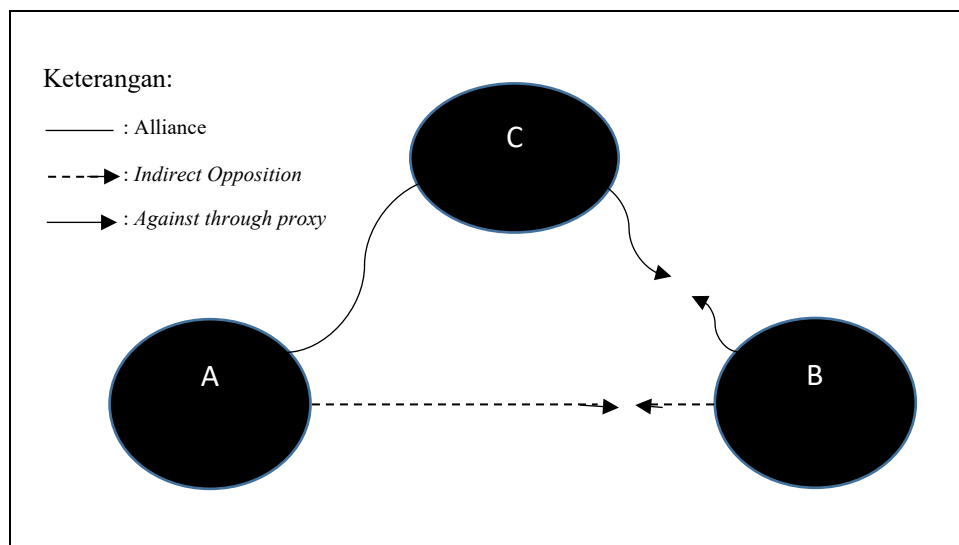 Keterangan:
: Alliance
: Indirect Opposition
: Against through proxy
C
A
B